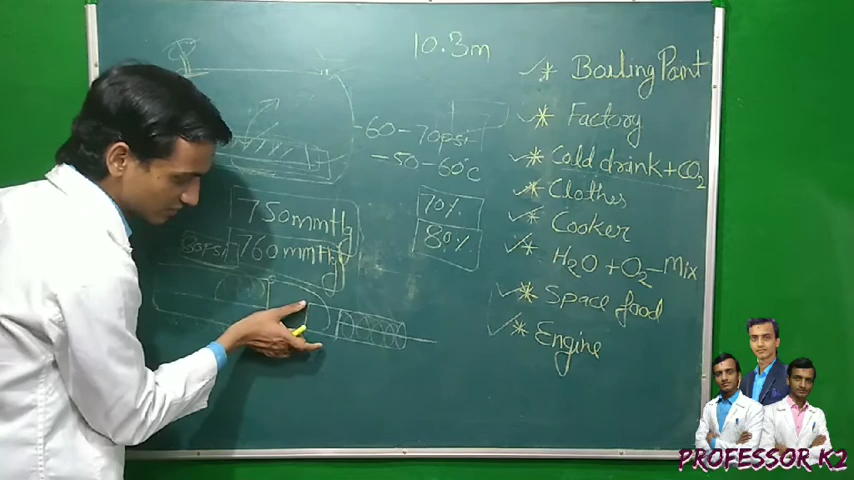 10.3m
-60-70psi
-50-60°C
750mmHg
30psi 760mmHg
70%
80%
Boiling Point
Factory
Cold drink+CO2
Clothes
Cooker
H2O + O2-Mix
Space food
Engine
PROFESSOR K2